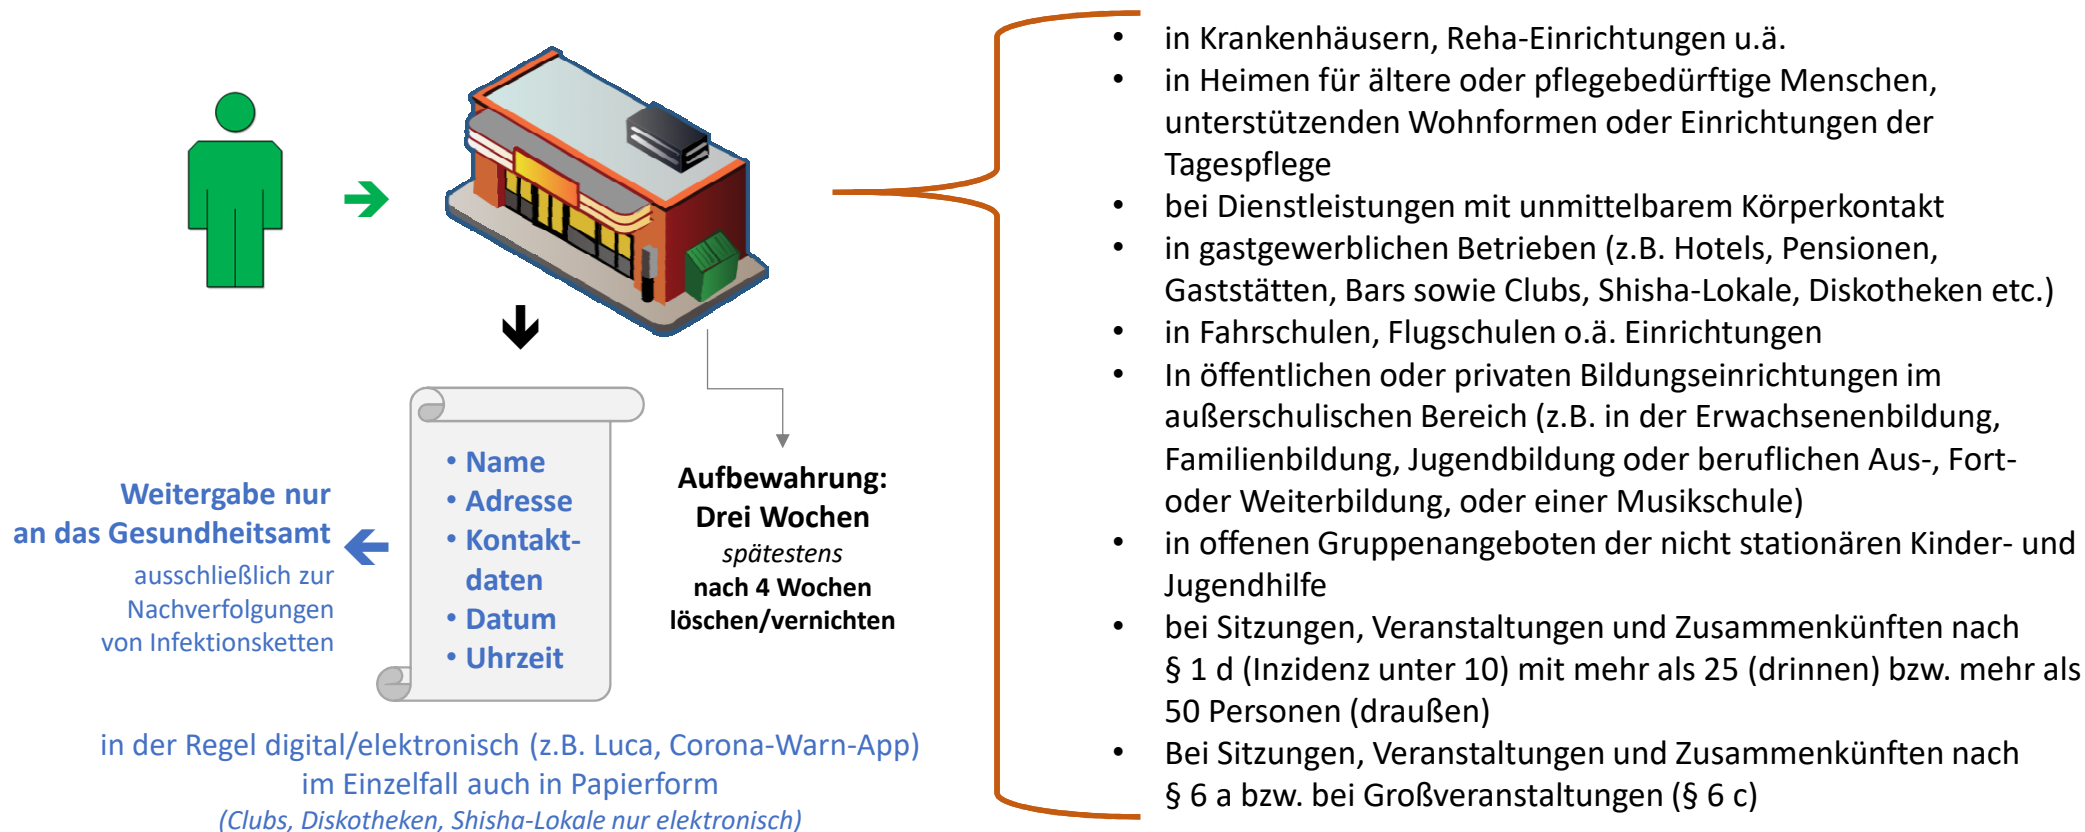 • Name
• Adresse
• Kontakt-
daten
• Datum
• Uhrzeit
Weitergabe nur
an das Gesundheitsamt
ausschließlich zur
Nachverfolgungen
von Infektionsketten
Aufbewahrung:
Drei Wochen
spätestens
nach 4 Wochen
löschen/vernichten
in der Regel digital/elektronisch (z.B. Luca, Corona-Warn-App)
im Einzelfall auch in Papierform
(Clubs, Diskotheken, Shisha-Lokale nur elektronisch)
• in Krankenhäusern, Reha-Einrichtungen u.ä.
• in Heimen für ältere oder pflegebedürftige Menschen,
unterstützenden Wohnformen oder Einrichtungen der
Tagespflege
• bei Dienstleistungen mit unmittelbarem Körperkontakt
• in gastgewerblichen Betrieben (z.B. Hotels, Pensionen,
Gaststätten, Bars sowie Clubs, Shisha-Lokale, Diskotheken etc.)
• in Fahrschulen, Flugschulen o.ä. Einrichtungen
• In öffentlichen oder privaten Bildungseinrichtungen im
außerschulischen Bereich (z.B. in der Erwachsenenbildung,
Familienbildung, Jugendbildung oder beruflichen Aus-, Fort-
oder Weiterbildung, oder einer Musikschule)
• in offenen Gruppenangeboten der nicht stationären Kinder- und
Jugendhilfe
• bei Sitzungen, Veranstaltungen und Zusammenkünften nach
§ 1 d (Inzidenz unter 10) mit mehr als 25 (drinnen) bzw. mehr als
50 Personen (draußen)
• Bei Sitzungen, Veranstaltungen und Zusammenkünften nach
§ 6 a bzw. bei Großveranstaltungen (§ 6 c)